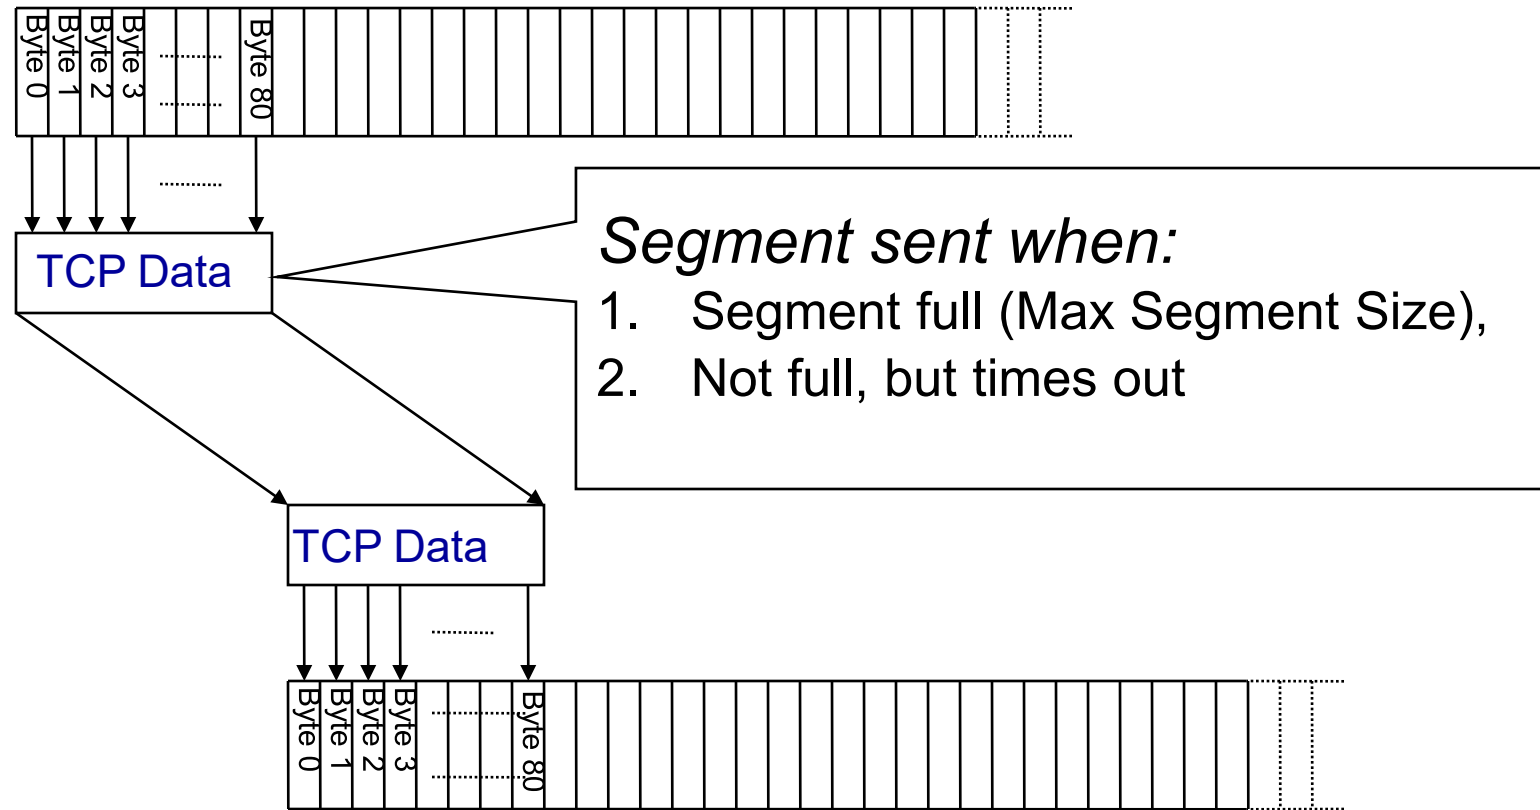 Byte 0
Byte 1
Byte 2
Byte 3
Byte 80
TCP Data
Segment sent when:
1. Segment full (Max Segment Size),
2. Not full, but times out
TCP Data
Byte 0
Byte 1
Byte 2
Byte 3
Byte 80